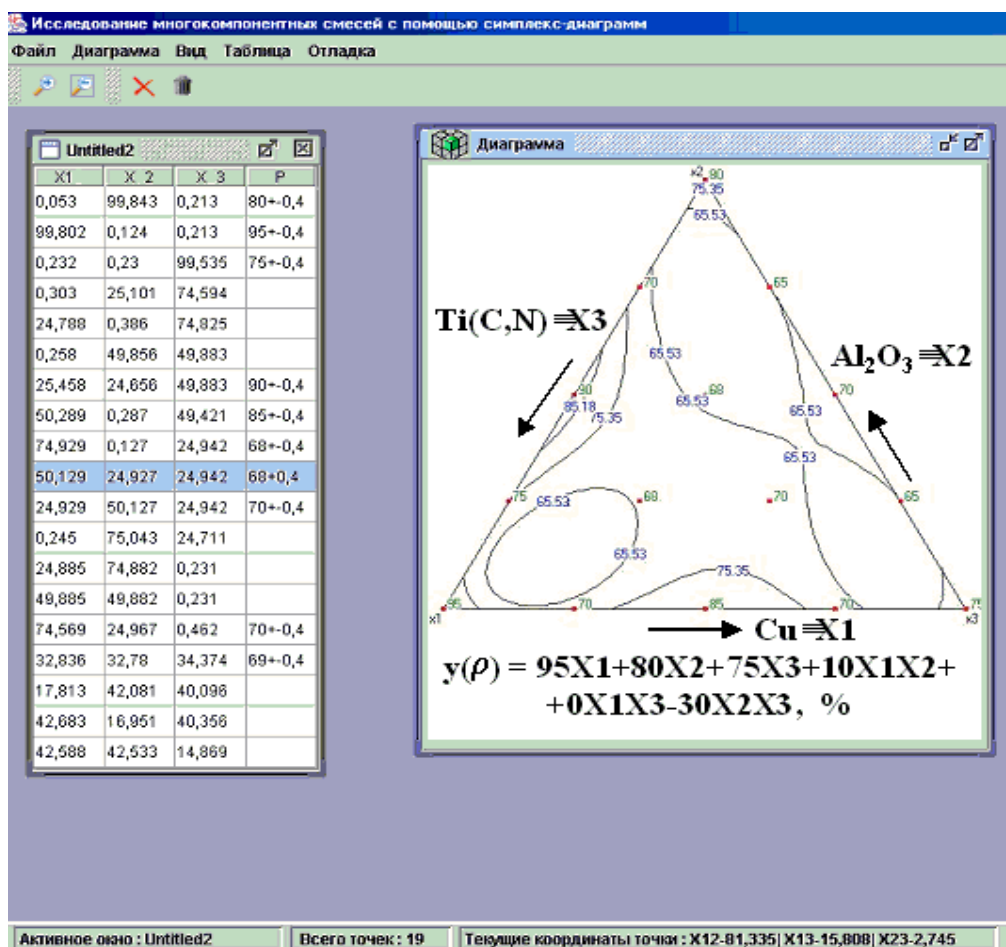 Исследование многокомпонентных смесей с помощью симплекс-диаграмм
Файл Диаграмма Вид Таблица Отладка
Untitled2
X1 X 2 X 3 P
0,053 99,843 0,213 80+-0,4
99,802 0,124 0,213 95+-0,4
0,232 0,23 99,535 75+-0,4
0,303 25,101 74,594
24,788 0,386 74,825
0,258 49,856 49,883
25,458 24,656 49,883 90+-0,4
50,289 0,287 49,421 85+-0,4
74,929 0,127 24,942 68+-0,4
50,129 24,927 24,942 68+0,4
24,929 50,127 24,942 70+-0,4
0,245 75,043 24,711
24,885 74,882 0,231
49,885 49,882 0,231
74,569 24,967 0,462 70+-0,4
32,836 32,78 34,374 69+-0,4
17,813 42,081 40,096
42,683 16,951 40,356
42,588 42,533 14,869
Диаграмма
x2 80
75.35
65.53
70 65
Ti(C,N)≡X3
65.53
Al₂O₃≡X2
90 68 70
85.18 65.53
75.35 65.53
65.53
75 65.53 68 70 65
65.53
75.35
95 70 85 70 75
x1 x3
Cu≡X1
y(ρ) = 95X1+80X2+75X3+10X1X2+
+0X1X3-30X2X3, %
Активное окно : Untitled2 Всего точек : 19 Текущие координаты точки : X12-81,335| X13-15,808| X23-2,745